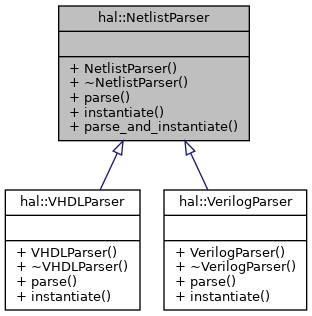 hal::NetlistParser
+ NetlistParser()
+ ~NetlistParser()
+ parse()
+ instantiate()
+ parse_and_instantiate()
hal::VHDLParser
+ VHDLParser()
+ ~VHDLParser()
+ parse()
+ instantiate()
hal::VerilogParser
+ VerilogParser()
+ ~VerilogParser()
+ parse()
+ instantiate()